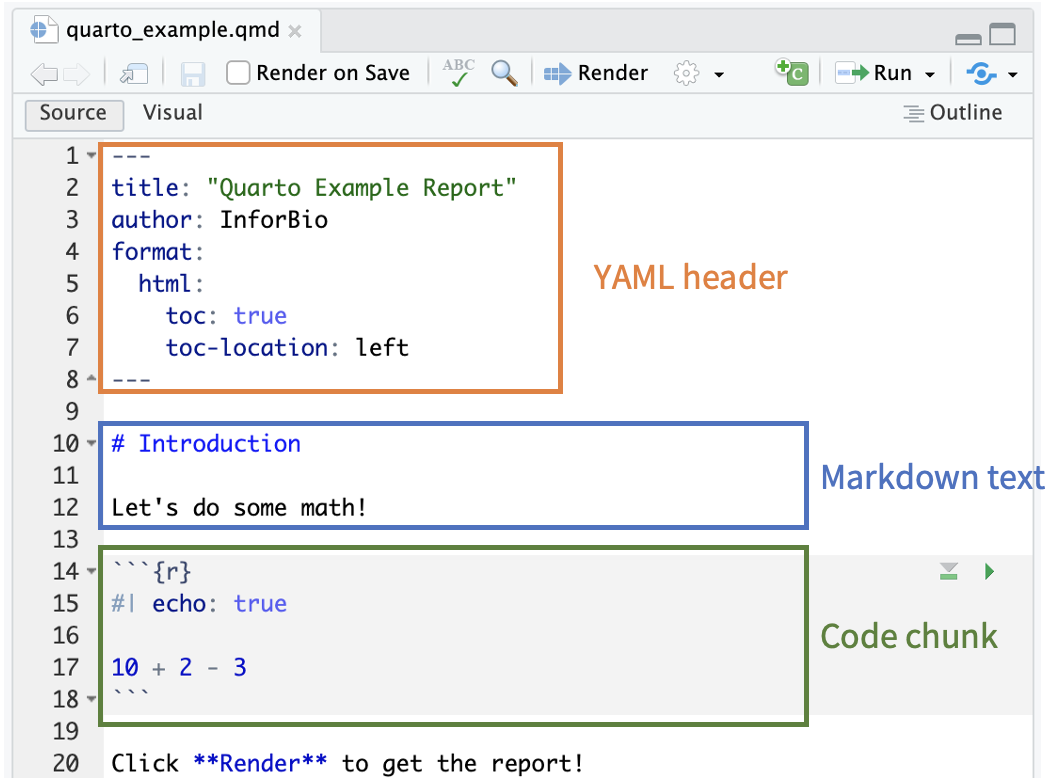 quarto_example.qmd
Render on Save ABC Render C Run
Source Visual Outline
1 ---
2 title: "Quarto Example Report"
3 author: InforBio
4 format:
5   html:
6     toc: true
7     toc-location: left
8 ---
YAML header
9
10 # Introduction
11
12 Let's do some math!
Markdown text
13
14 ```{r}
15 #| echo: true
16
17 10 + 2 - 3
18 ```
Code chunk
19
20 Click **Render** to get the report!